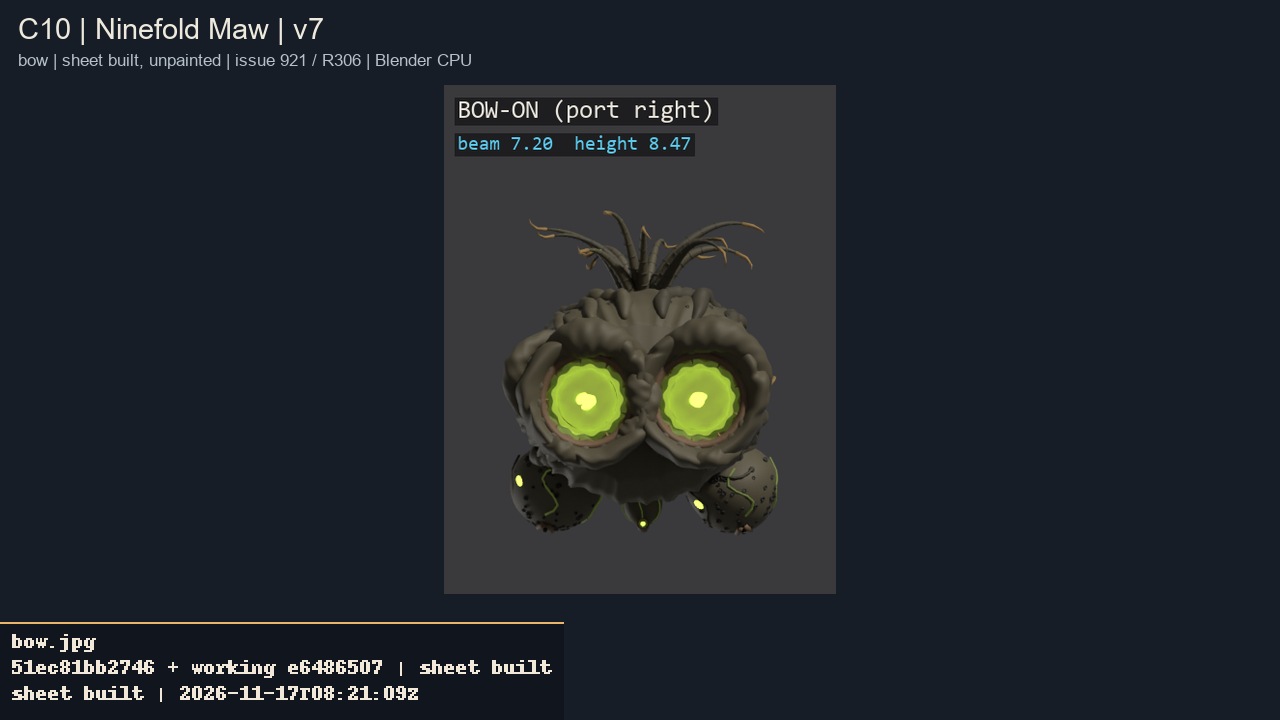 C10 | Ninefold Maw | v7
bow | sheet built, unpainted | issue 921 / R306 | Blender CPU
BOW-ON (port right)
beam 7.20  height 8.47
bow.jpg
51ec81bb2746 + working e6486507 | sheet built
sheet built | 2026-11-17T08:21:09Z